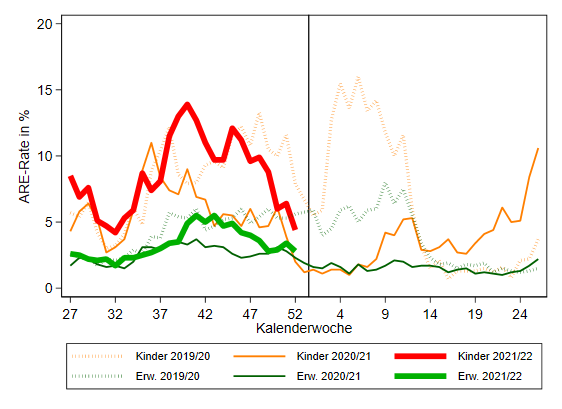 20
15
10
5
0
ARE-Rate in %
27 32 37 42 47 52 4 9 14 19 24
Kalenderwoche
Kinder 2019/20 Kinder 2020/21 Kinder 2021/22
Erw. 2019/20 Erw. 2020/21 Erw. 2021/22